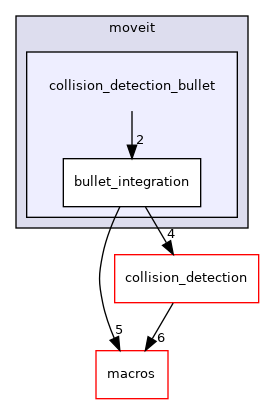 moveit
collision_detection_bullet
2
bullet_integration
4
collision_detection
5
6
macros